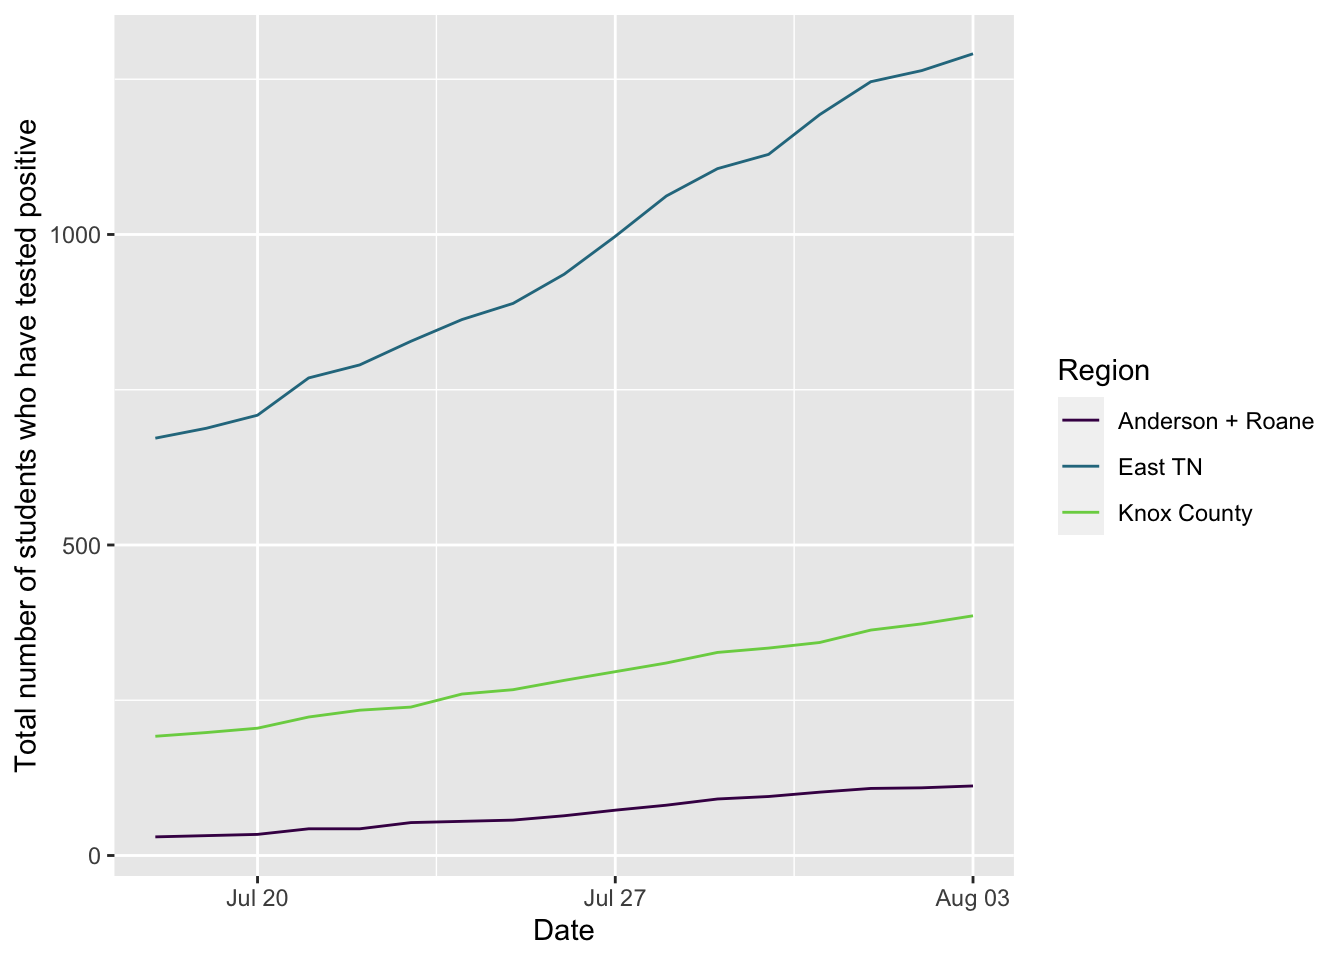 Total number of students who have tested positive
1000
500
0
Jul 20
Jul 27
Aug 03
Date
Region
Anderson + Roane
East TN
Knox County